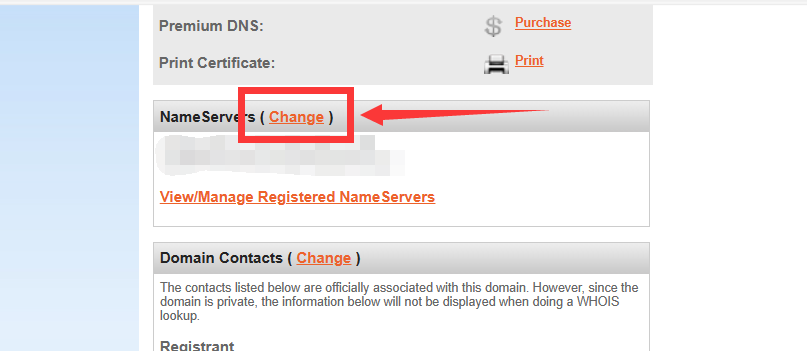 Premium DNS:
Purchase
Print Certificate:
Print
NameServers ( Change )
View/Manage Registered NameServers
Domain Contacts ( Change )
The contacts listed below are officially associated with this domain. However, since the
domain is private, the information below will not be displayed when doing a WHOIS
lookup.
Registrant